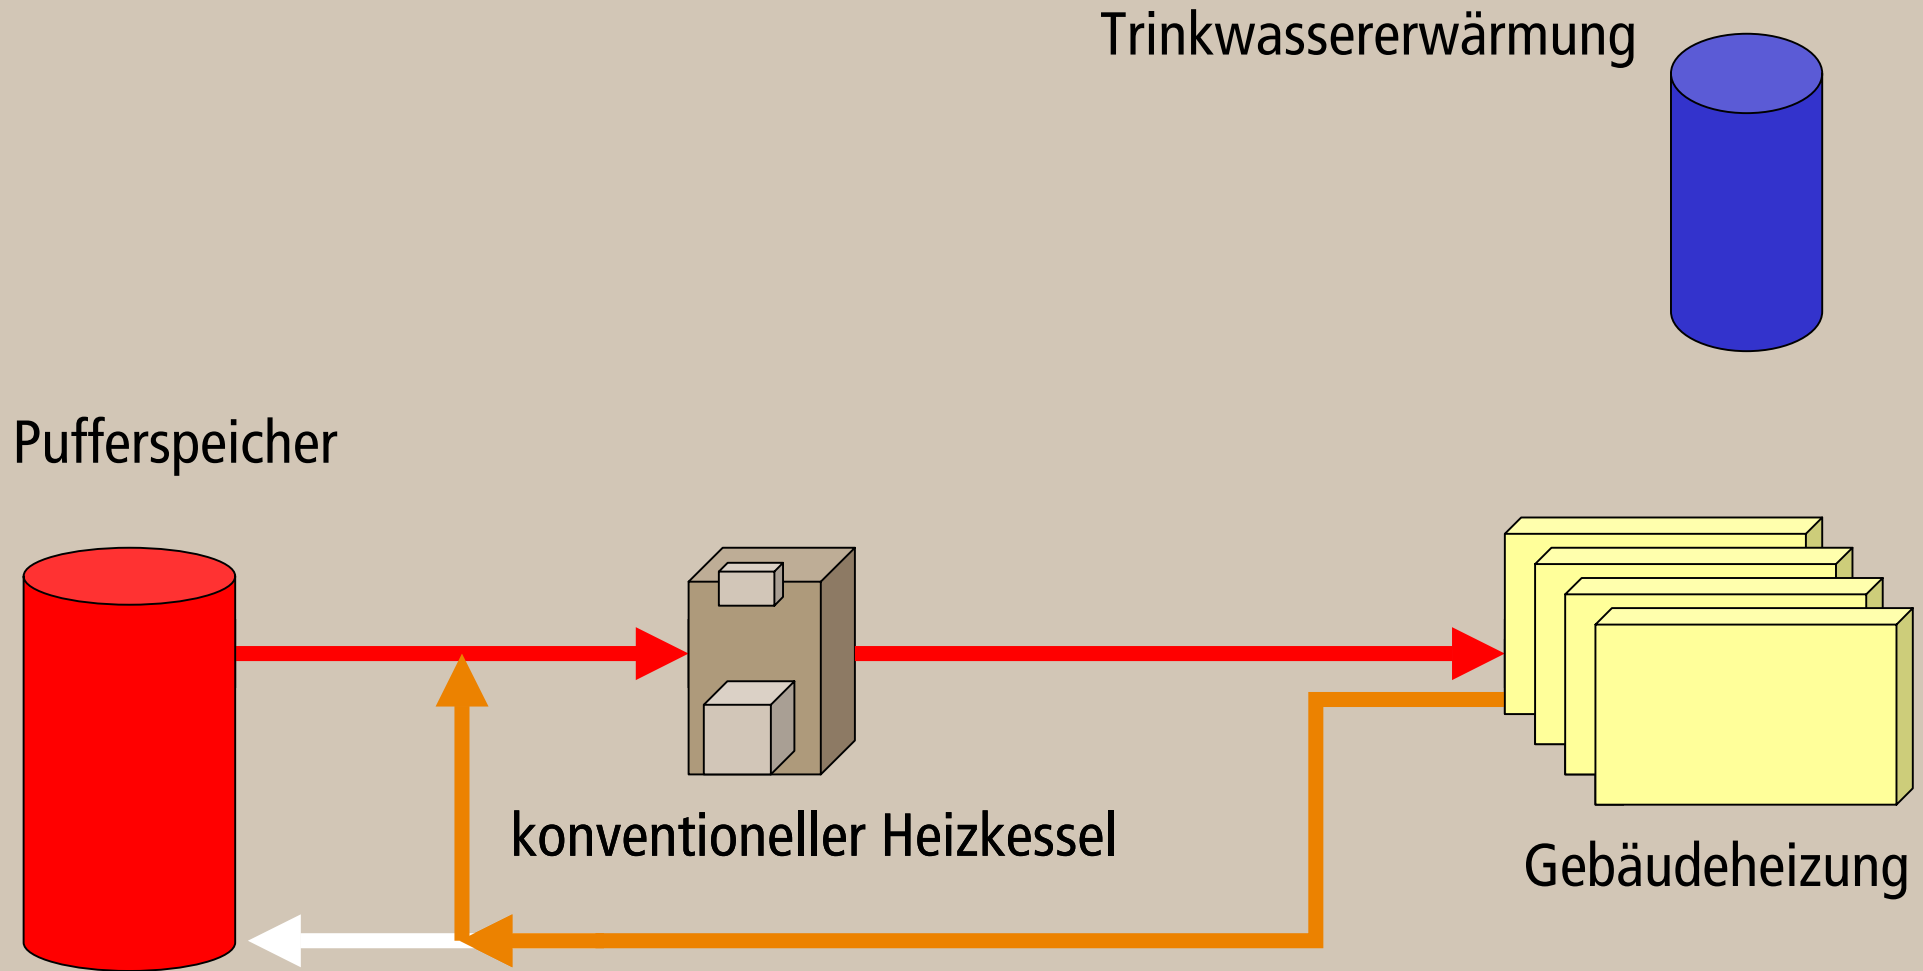 Trinkwassererwärmung
Pufferspeicher
konventioneller Heizkessel
Gebäudeheizung